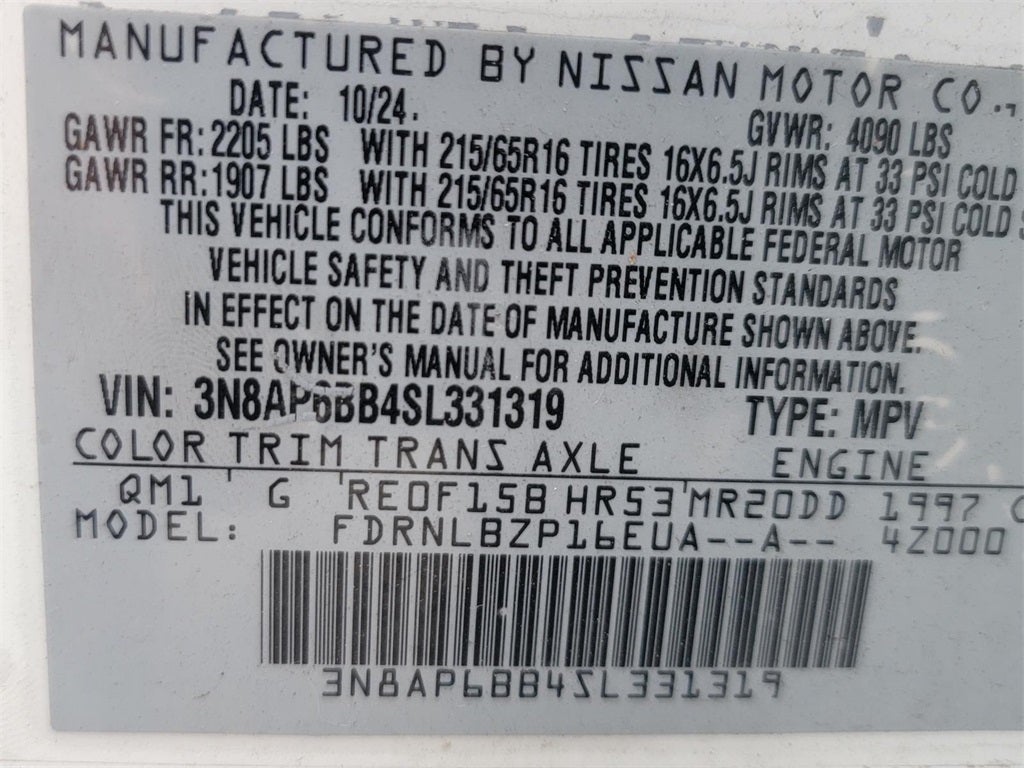 MANUFACTURED BY NISSAN MOTOR CO.,
DATE: 10/24. GVWR: 4090 LBS
GAWR FR: 2205 LBS WITH 215/65R16 TIRES 16X6.5J RIMS AT 33 PSI COLD
GAWR RR: 1907 LBS WITH 215/65R16 TIRES 16X6.5J RIMS AT 33 PSI COLD
THIS VEHICLE CONFORMS TO ALL APPLICABLE FEDERAL MOTOR
VEHICLE SAFETY AND THEFT PREVENTION STANDARDS
IN EFFECT ON THE DATE OF MANUFACTURE SHOWN ABOVE.
SEE OWNER'S MANUAL FOR ADDITIONAL INFORMATION.
VIN: 3N8AP6BB4SL331319 TYPE: MPV
COLOR TRIM TRANS AXLE ENGINE
QM1 G RE0F15B HR53 MR20DD 1997
MODEL: FDRNLBZP16EUA--A-- 4Z000
3N8AP6BB4SL331319